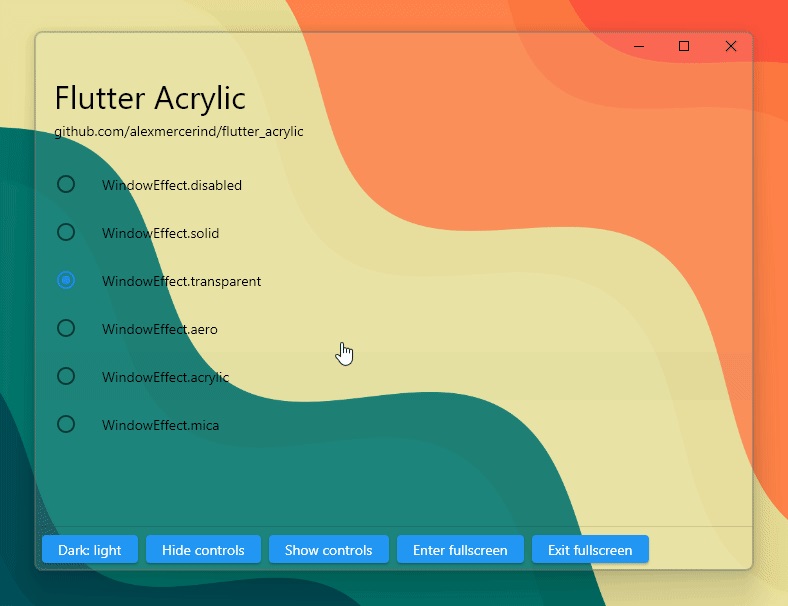 Flutter Acrylic
github.com/alexmercerind/flutter_acrylic
WindowEffect.disabled
WindowEffect.solid
WindowEffect.transparent
WindowEffect.aero
WindowEffect.acrylic
WindowEffect.mica
Dark: light Hide controls Show controls Enter fullscreen Exit fullscreen